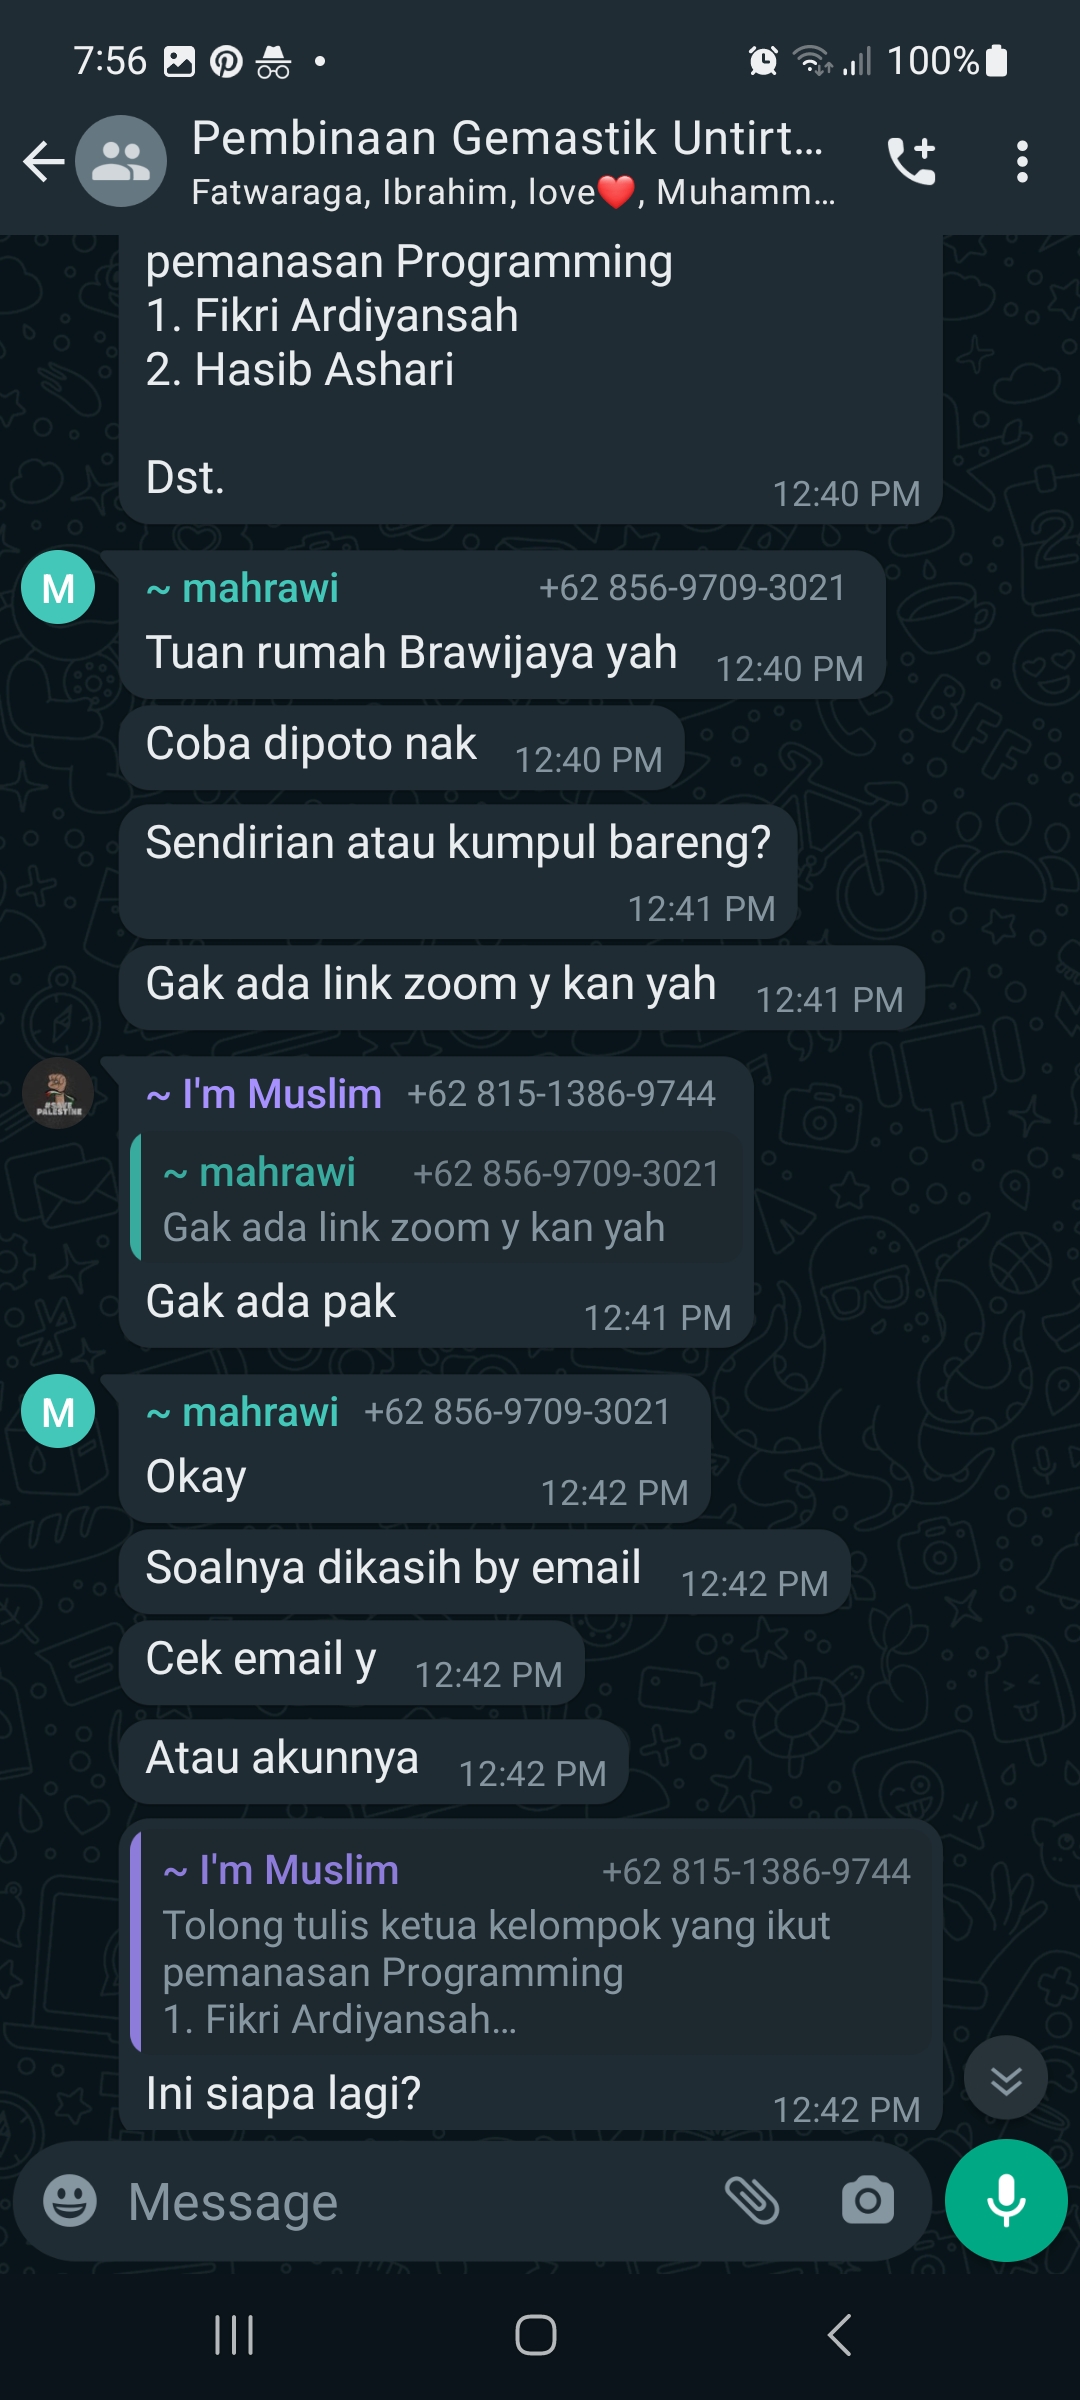 7:56
100%
Pembinaan Gemastik Untirt...
Fatwaraga, Ibrahim, love❤️, Muhamm...
pemanasan Programming
1. Fikri Ardiyansah
2. Hasib Ashari
Dst.
12:40 PM
M
~ mahrawi +62 856-9709-3021
Tuan rumah Brawijaya yah 12:40 PM
Coba dipoto nak 12:40 PM
Sendirian atau kumpul bareng?
12:41 PM
Gak ada link zoom y kan yah 12:41 PM
~ I'm Muslim +62 815-1386-9744
PALESTINE
~ mahrawi +62 856-9709-3021
Gak ada link zoom y kan yah
Gak ada pak 12:41 PM
M
~ mahrawi +62 856-9709-3021
Okay 12:42 PM
Soalnya dikasih by email 12:42 PM
Cek email y 12:42 PM
Atau akunnya 12:42 PM
~ I'm Muslim +62 815-1386-9744
Tolong tulis ketua kelompok yang ikut
pemanasan Programming
1. Fikri Ardiyansah...
Ini siapa lagi? 12:42 PM
Message